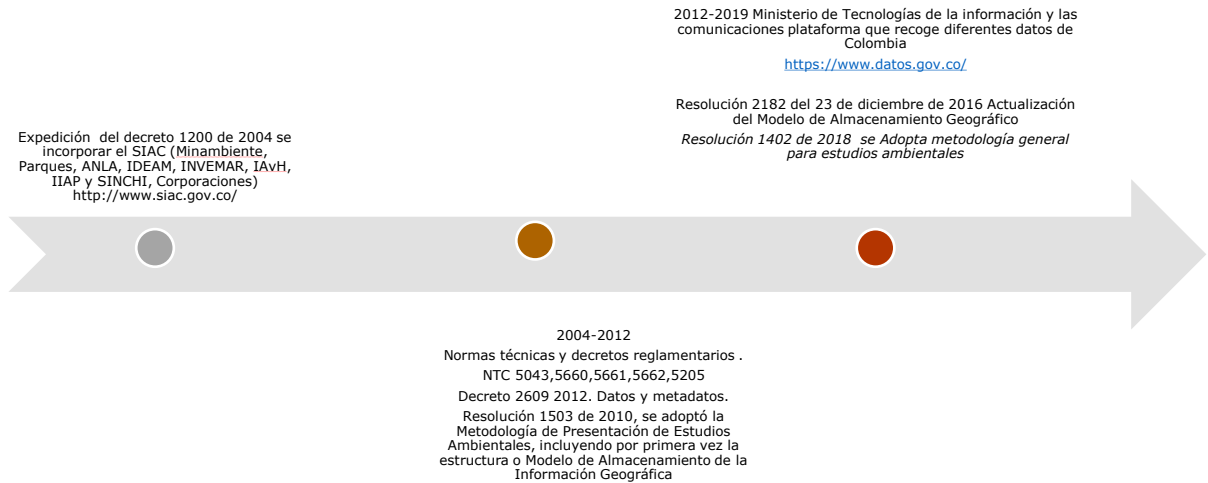 Expedición  del decreto 1200 de 2004 se
incorporar el SIAC (Minambiente,
Parques, ANLA, IDEAM, INVEMAR, IAvH,
IIAP y SINCHI, Corporaciones)
http://www.siac.gov.co/
2004-2012
Normas técnicas y decretos reglamentarios .
NTC 5043,5660,5661,5662,5205
Decreto 2609 2012. Datos y metadatos.
Resolución 1503 de 2010, se adoptó la
Metodología de Presentación de Estudios
Ambientales, incluyendo por primera vez la
estructura o Modelo de Almacenamiento de la
Información Geográfica
2012-2019 Ministerio de Tecnologías de la información y las
comunicaciones plataforma que recoge diferentes datos de
Colombia
https://www.datos.gov.co/
Resolución 2182 del 23 de diciembre de 2016 Actualización
del Modelo de Almacenamiento Geográfico
Resolución 1402 de 2018  se Adopta metodología general
para estudios ambientales